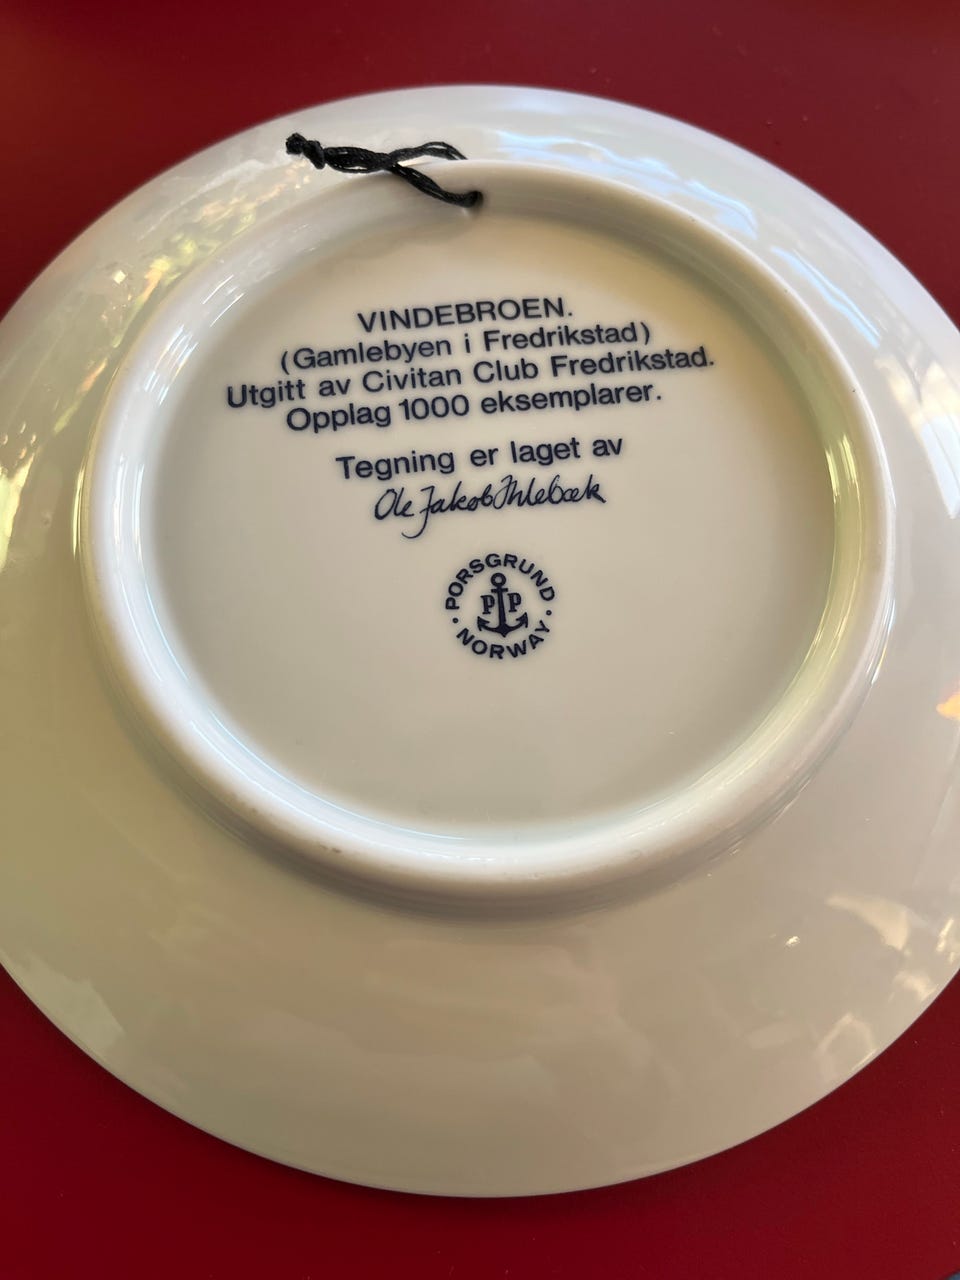 VINDEBROEN.
(Gamlebyen i Fredrikstad)
Utgitt av Civitan Club Fredrikstad.
Opplag 1000 eksemplarer.
Tegning er laget av
Ole Jakob Ihlebæk
PORSGRUND
PP
NORWAY